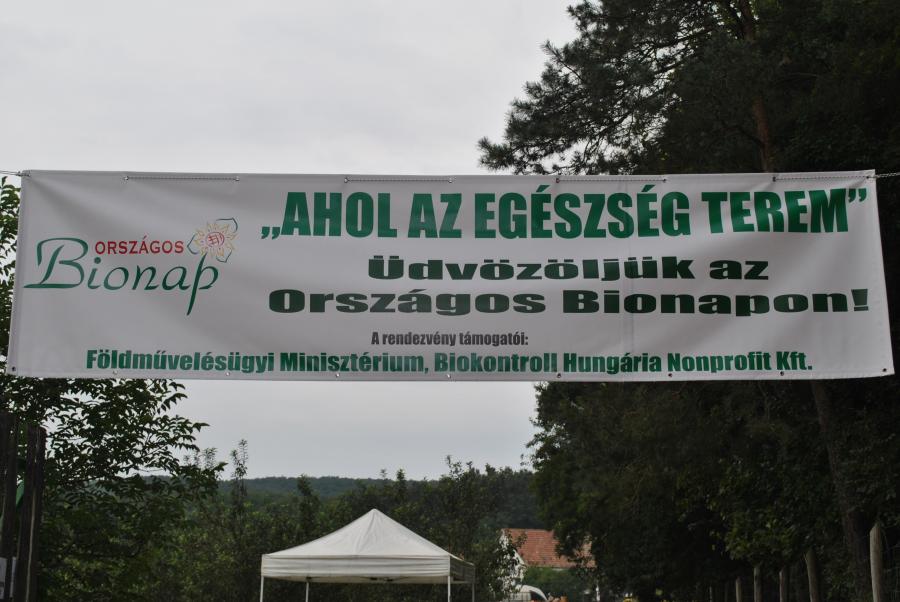 ORSZÁGOS
Bionap
„AHOL AZ EGÉSZSÉG TEREM”
Üdvözöljük az
Országos Bionapon!
A rendezvény támogatói:
Földművelésügyi Minisztérium, Biokontroll Hungária Nonprofit Kft.